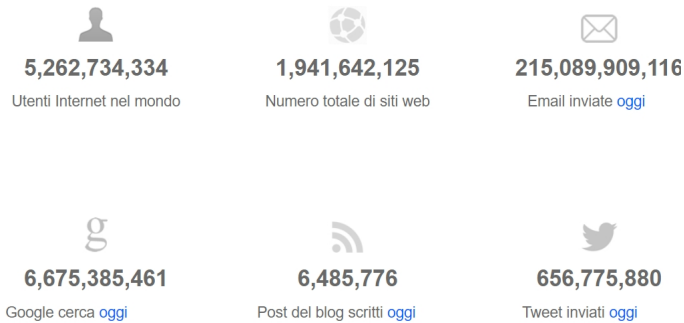 5,262,734,334
1,941,642,125
215,089,909,116
Utenti Internet nel mondo
Numero totale di siti web
Email inviate oggi
g
6,675,385,461
6,485,776
656,775,880
Google cerca oggi
Post del blog scritti oggi
Tweet inviati oggi